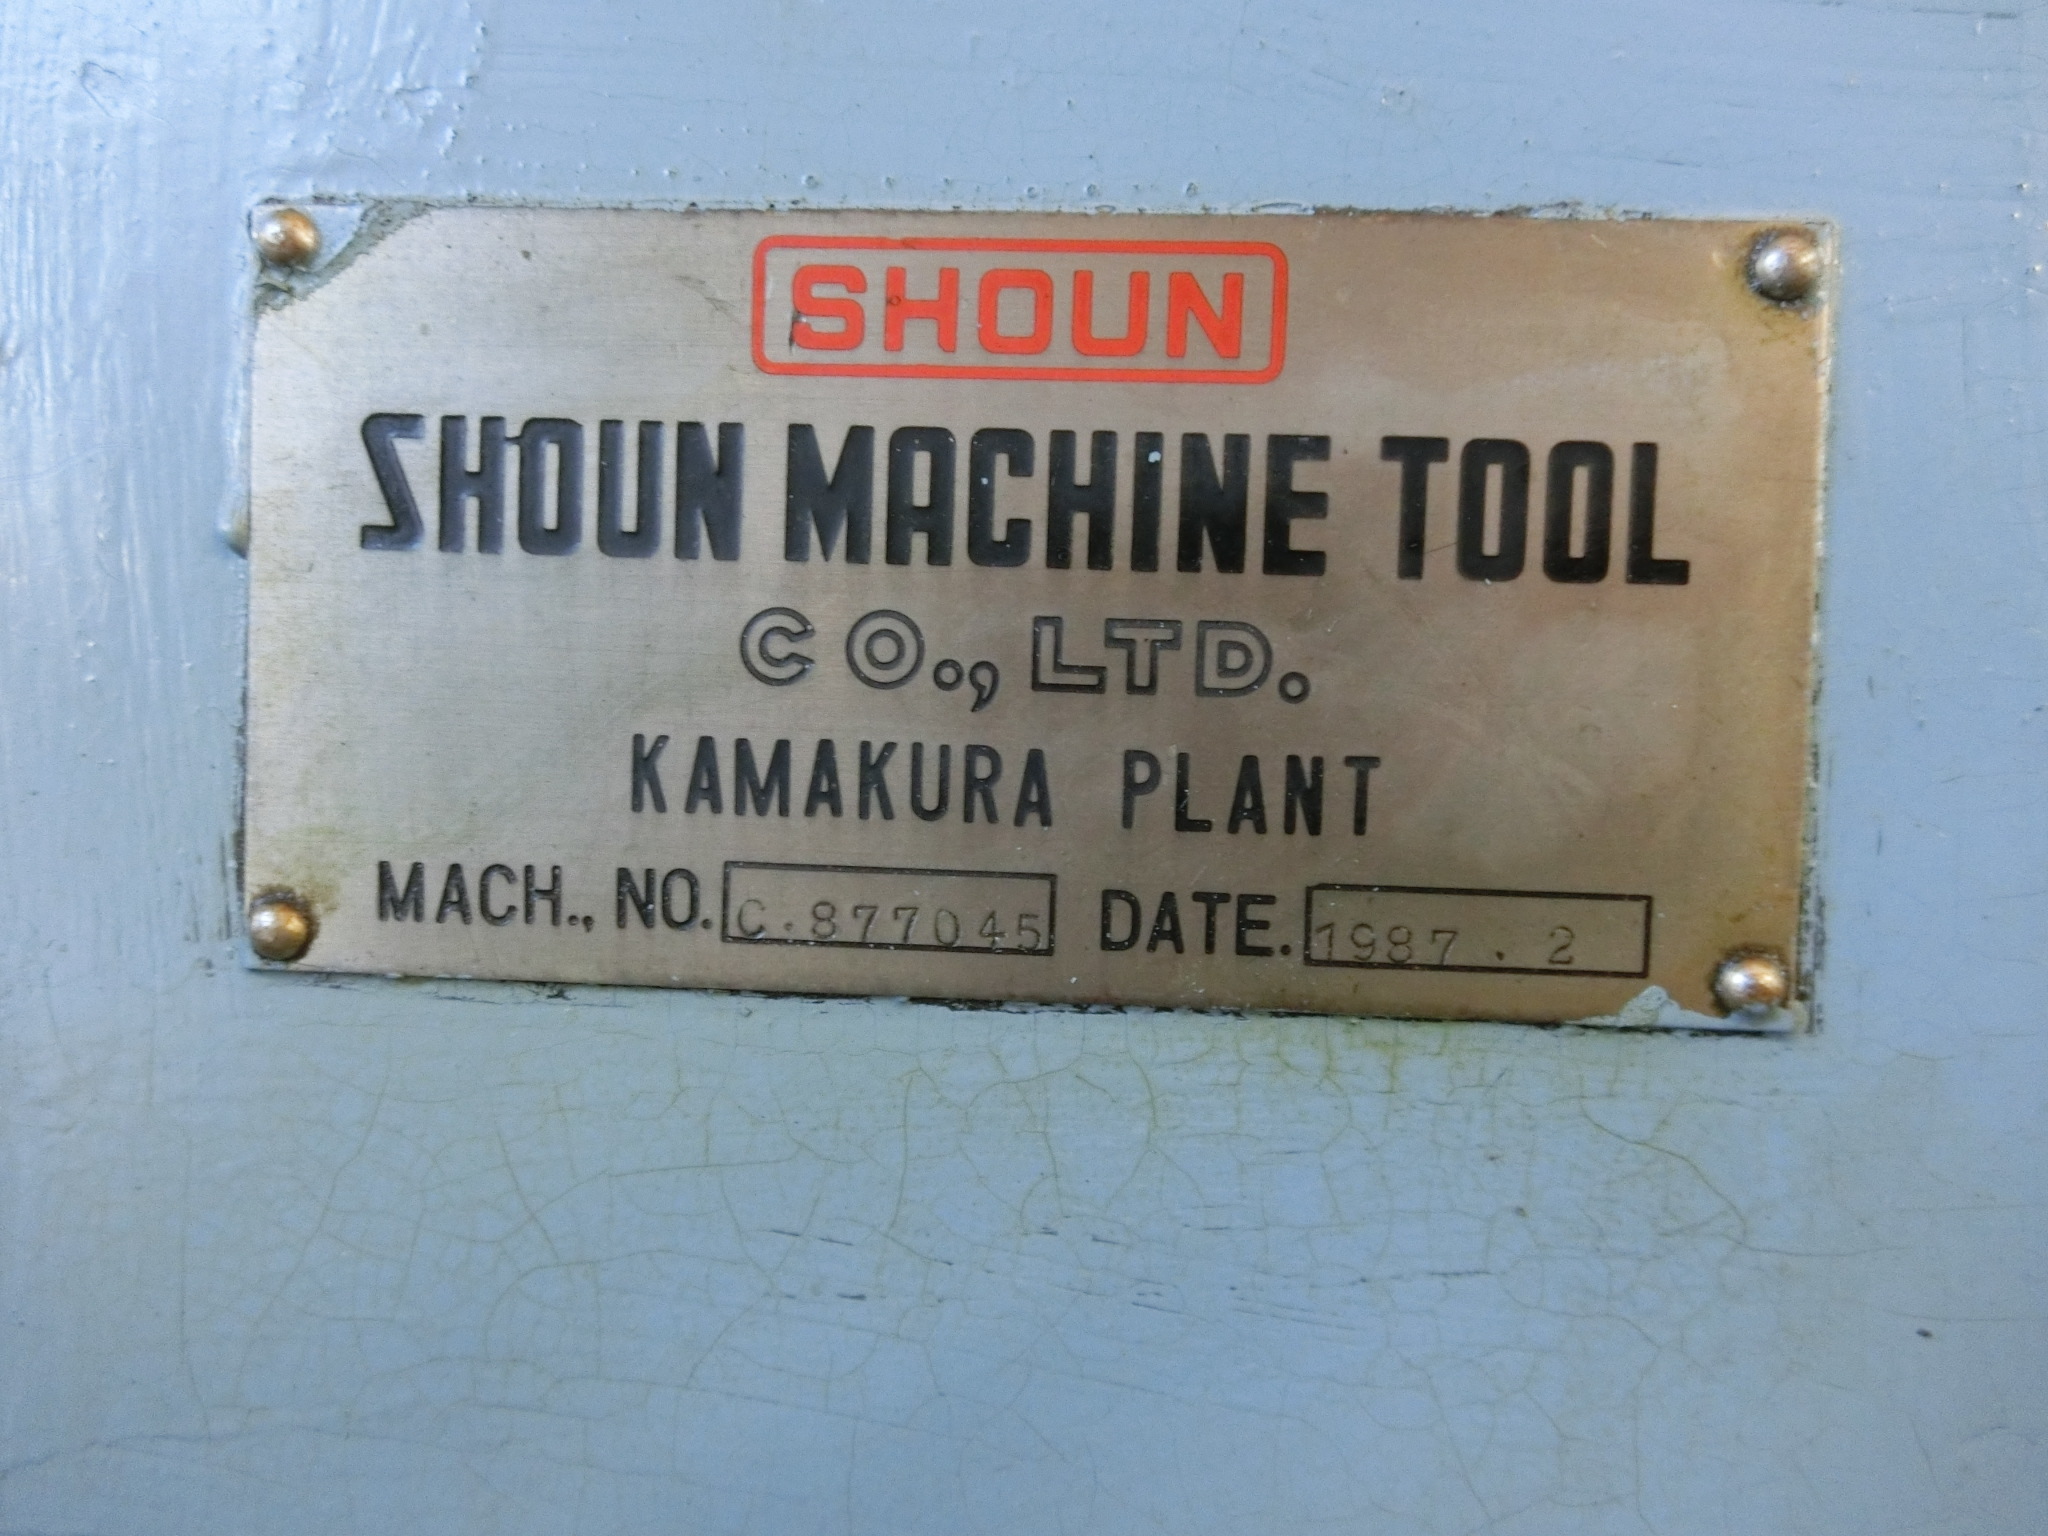 SHOUN
SHOUN MACHINE TOOL
CO., LTD.
KAMAKURA PLANT
MACH., NO. C.877045 DATE. 1987.2